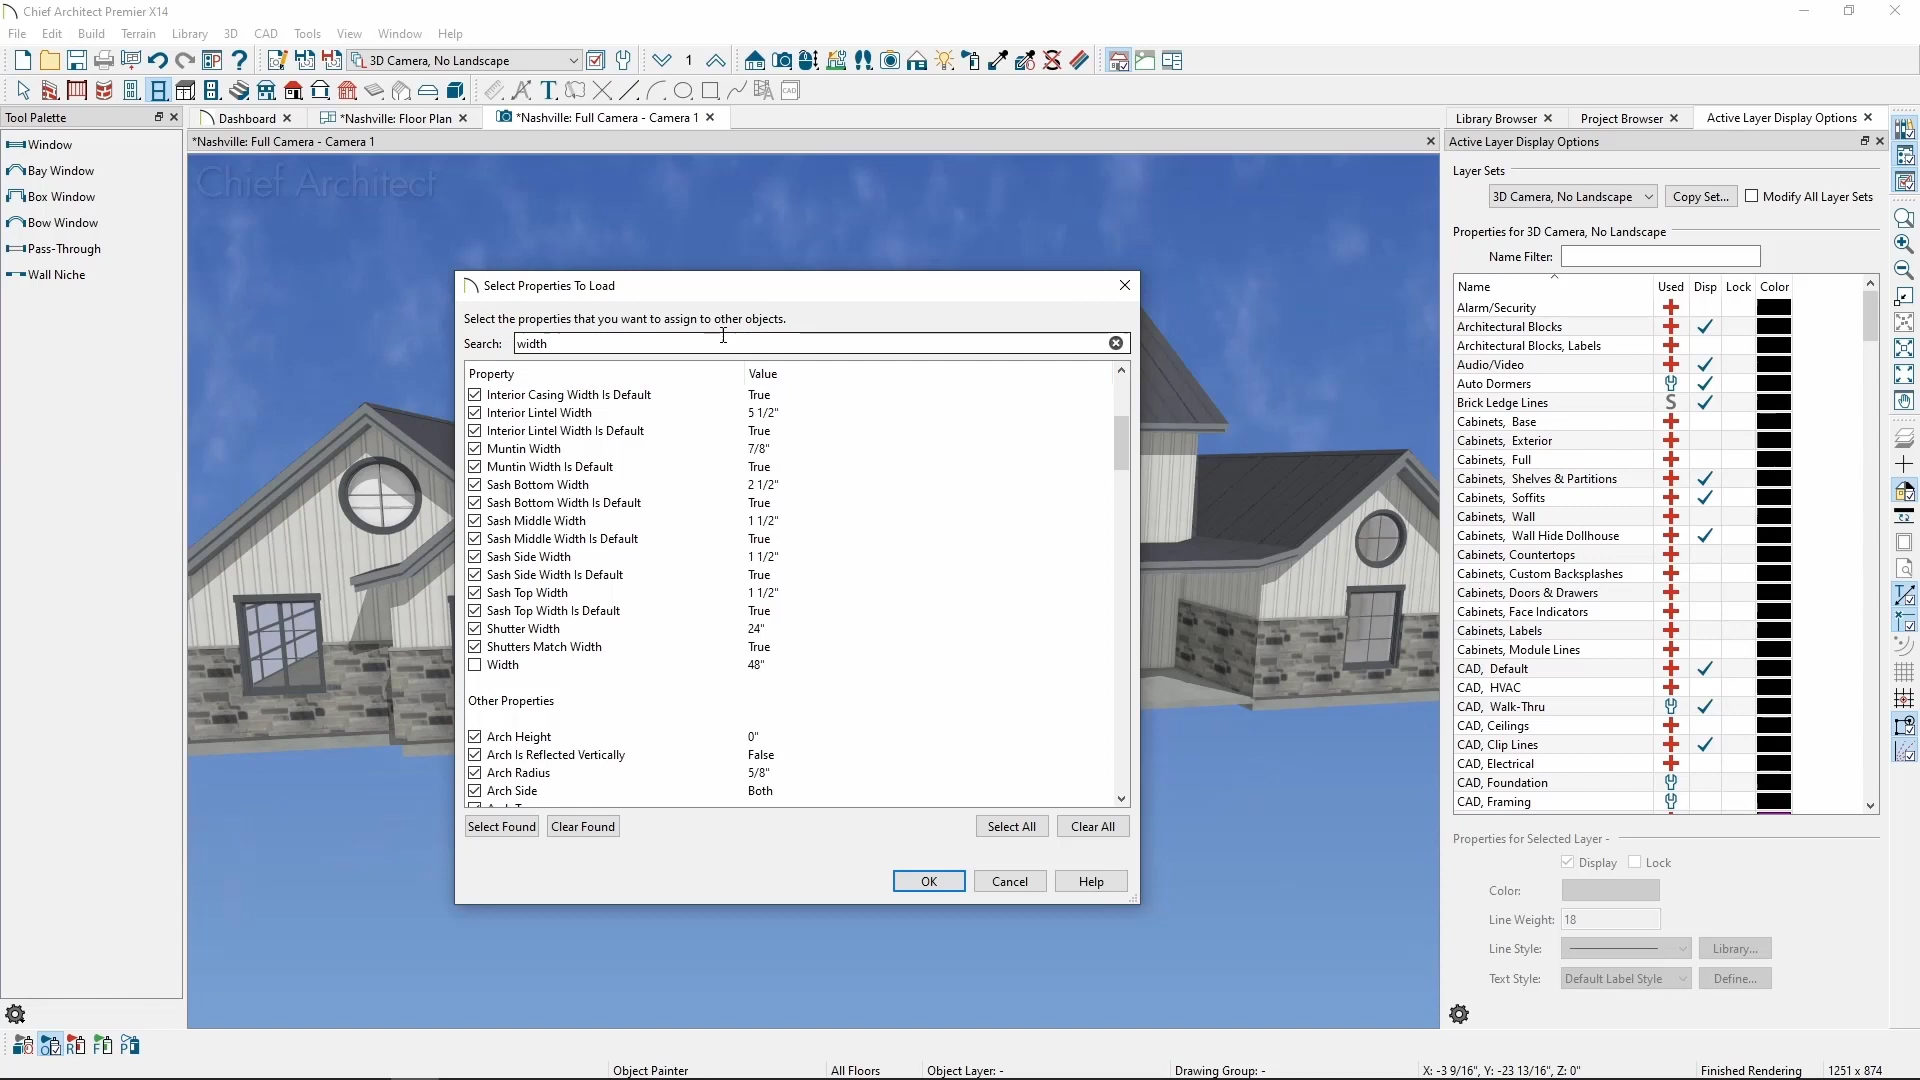 Chief Architect Premier X14
File Edit Build Terrain Library 3D CAD Tools View Window Help
3D Camera, No Landscape
1
Tool Palette
Dashboard
*Nashville: Floor Plan
*Nashville: Full Camera - Camera 1
Library Browser
Project Browser
Active Layer Display Options
*Nashville: Full Camera - Camera 1
Active Layer Display Options
Window
Bay Window
Box Window
Bow Window
Pass-Through
Wall Niche
Chief Architect
Select Properties To Load
Select the properties that you want to assign to other objects.
Search: width
Property Value
Interior Casing Width Is Default True
Interior Lintel Width 5 1/2"
Interior Lintel Width Is Default True
Muntin Width 7/8"
Muntin Width Is Default True
Sash Bottom Width 2 1/2"
Sash Bottom Width Is Default True
Sash Middle Width 1 1/2"
Sash Middle Width Is Default True
Sash Side Width 1 1/2"
Sash Side Width Is Default True
Sash Top Width 1 1/2"
Sash Top Width Is Default True
Shutter Width 24"
Shutters Match Width True
Width 48"
Other Properties
Arch Height 0"
Arch Is Reflected Vertically False
Arch Radius 5/8"
Arch Side Both
Select Found Clear Found Select All Clear All
OK Cancel Help
Layer Sets
3D Camera, No Landscape Copy Set... Modify All Layer Sets
Properties for 3D Camera, No Landscape
Name Filter:
Name Used Disp Lock Color
Alarm/Security
Architectural Blocks
Architectural Blocks, Labels
Audio/Video
Auto Dormers
Brick Ledge Lines S
Cabinets, Base
Cabinets, Exterior
Cabinets, Full
Cabinets, Shelves & Partitions
Cabinets, Soffits
Cabinets, Wall
Cabinets, Wall Hide Dollhouse
Cabinets, Countertops
Cabinets, Custom Backsplashes
Cabinets, Doors & Drawers
Cabinets, Face Indicators
Cabinets, Labels
Cabinets, Module Lines
CAD, Default
CAD, HVAC
CAD, Walk-Thru
CAD, Ceilings
CAD, Clip Lines
CAD, Electrical
CAD, Foundation
CAD, Framing
Properties for Selected Layer -
Display Lock
Color:
Line Weight: 18
Line Style: Library...
Text Style: Default Label Style Define...
Object Painter All Floors Object Layer: - Drawing Group: - X: -3 9/16", Y: -23 13/16", Z: 0" Finished Rendering 1251 x 874